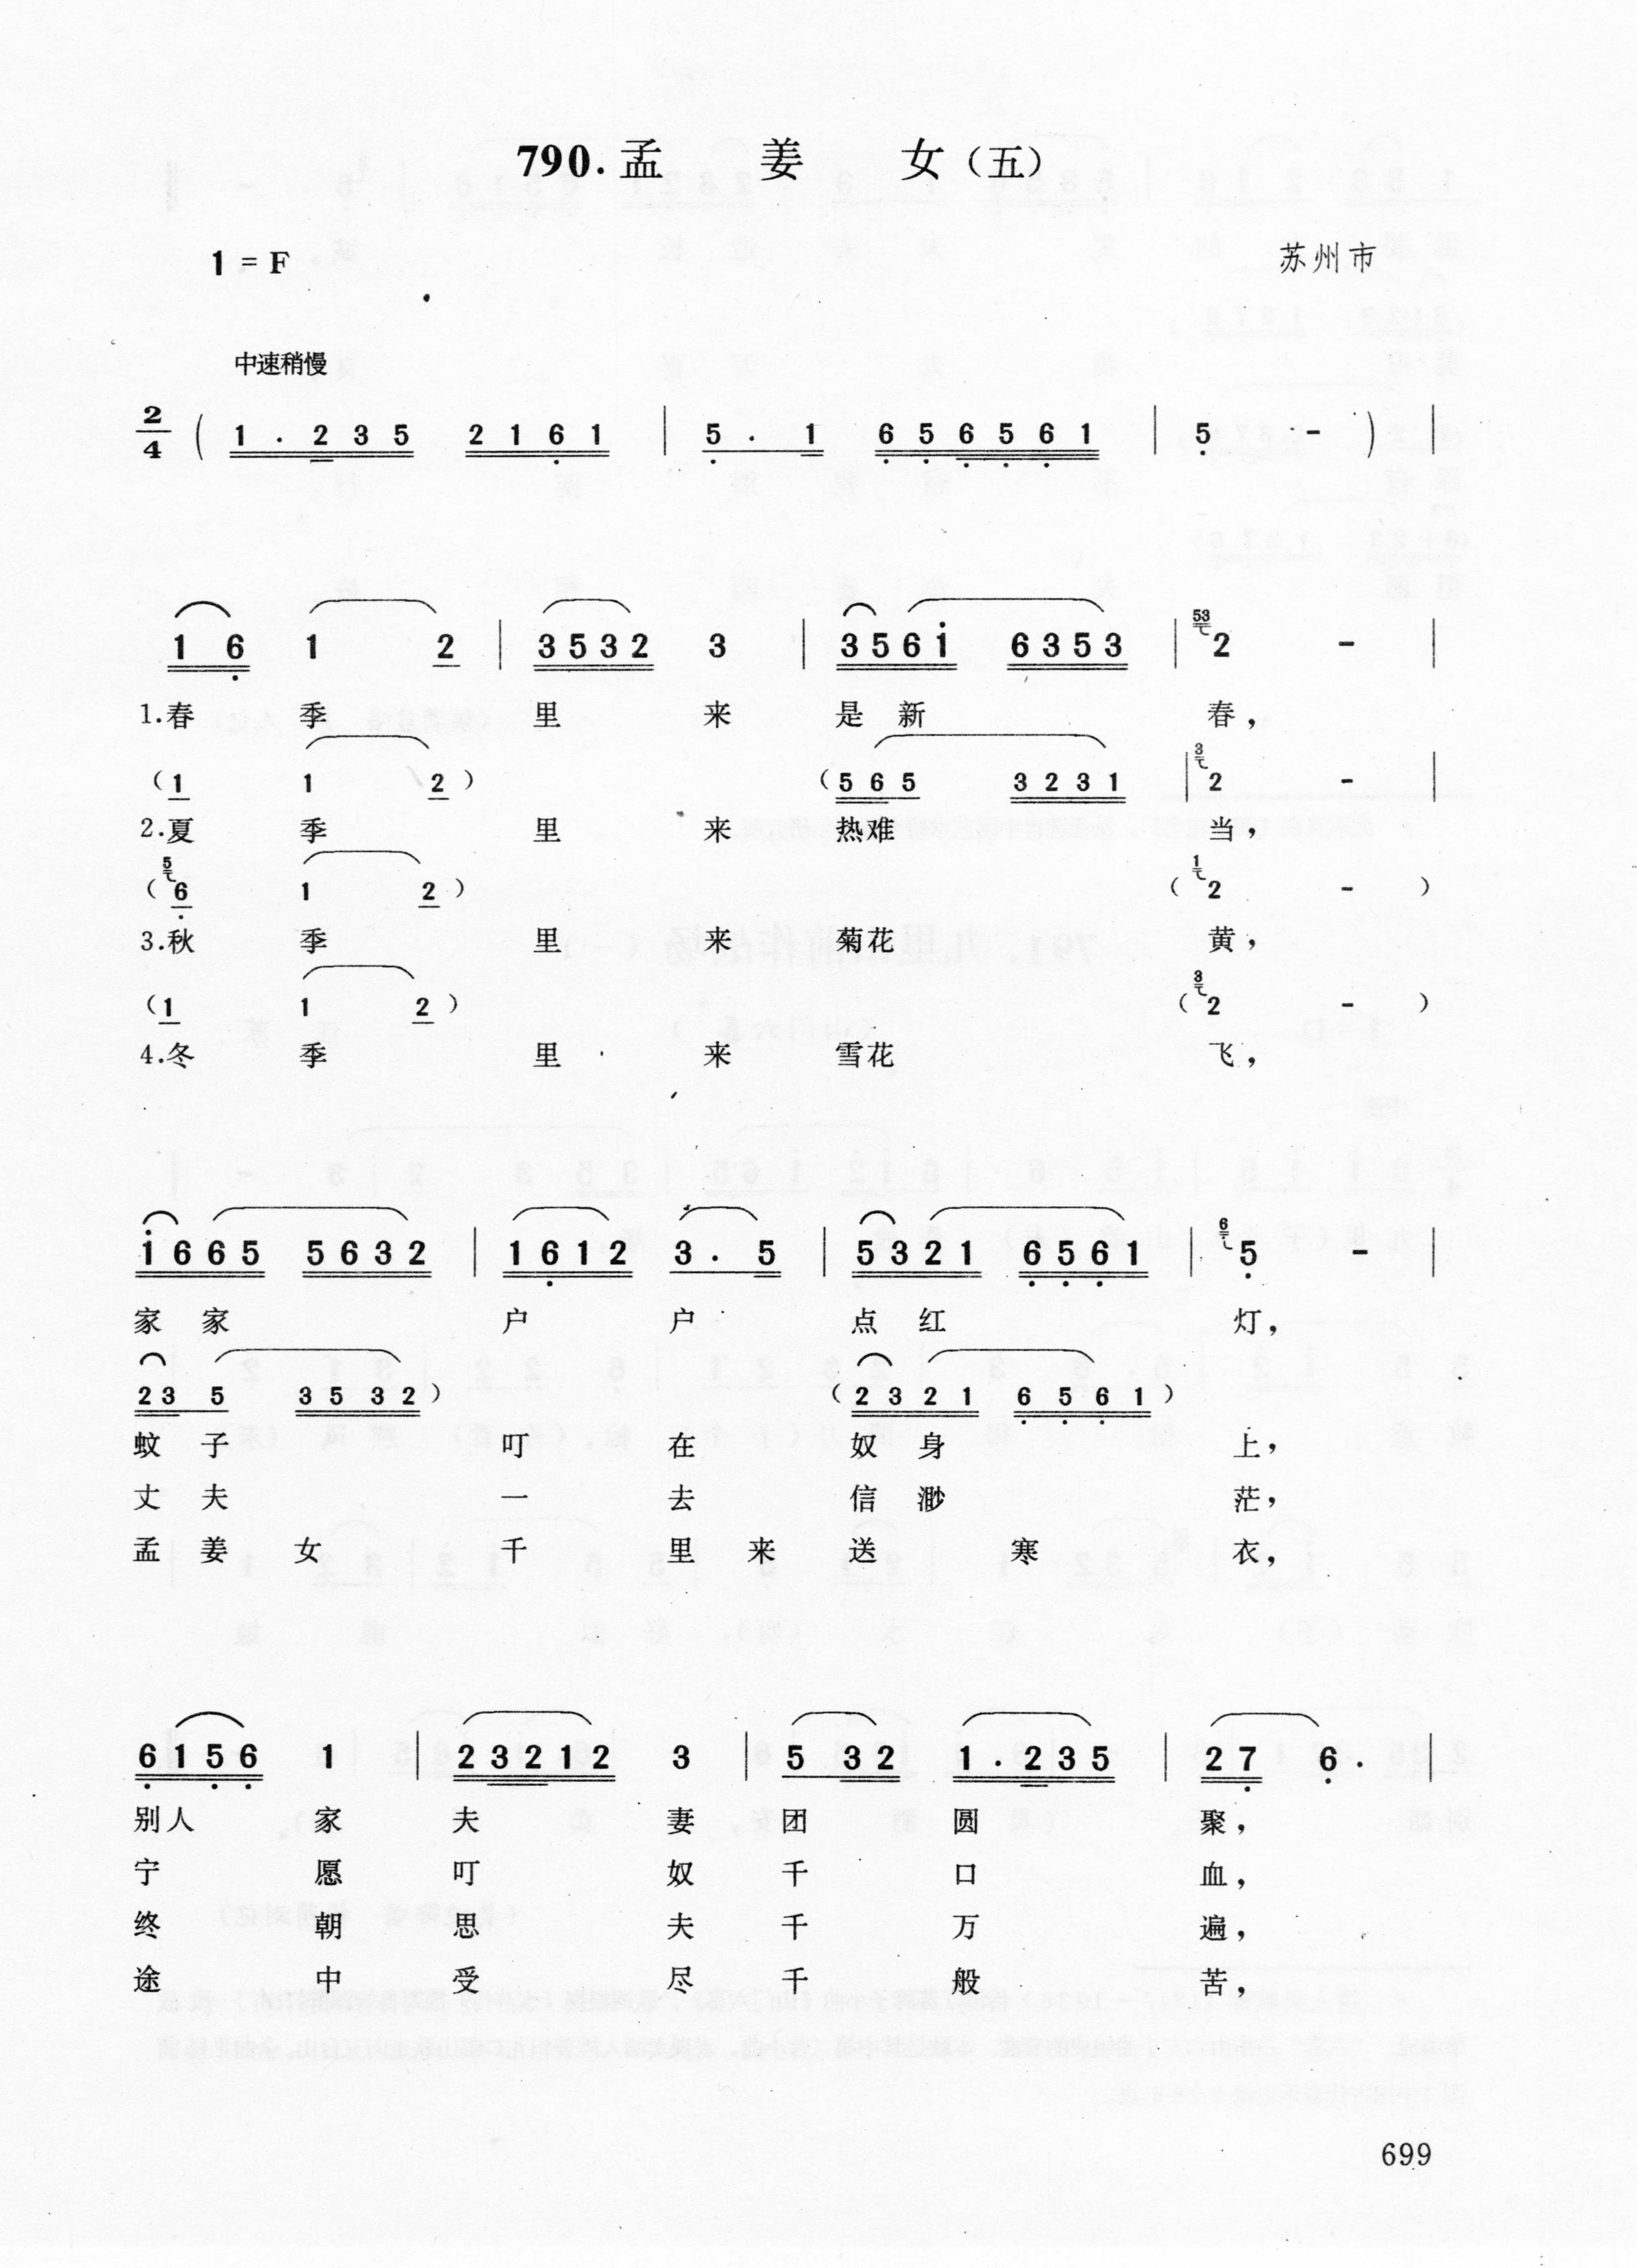 790.孟 姜 女（五）
1 = F 苏州市
中速稍慢
2/4 ( 1 · 2 3 5 2 1 6 1 | 5 · 1 6 5 6 5 6 1 | 5 - ) |
1 6 1 2 | 3 5 3 2 3 | 3 5 6 1 6 3 5 3 | 53 2 - |
1.春 季 里 来 是 新 春，
( 1 1 2 ) ( 5 6 5 3 2 3 1 | 3 2 - |
2.夏 季 里 来 热难 当，
( 5 6 1 2 ) ( 1 2 - )
3.秋 季 里 来 菊花 黄，
( 1 1 2 ) ( 3 2 - )
4.冬 季 里 来 雪花 飞，
1 6 6 5 5 6 3 2 | 1 6 1 2 3 · 5 | 5 3 2 1 6 5 6 1 | 6 5 - |
家 家 户 户 点 红 灯，
2 3 5 3 5 3 2 ) ( 2 3 2 1 6 5 6 1 )
蚊 子 叮 在 奴 身 上，
丈 夫 一 去 信 渺 茫，
孟 姜 女 千 里 来 送 寒 衣，
6 1 5 6 1 | 2 3 2 1 2 3 | 5 3 2 1 · 2 3 5 | 2 7 6 · |
别人 家 夫 妻 团 圆 聚，
宁 愿 叮 奴 千 口 血，
终 朝 思 夫 千 万 遍，
途 中 受 尽 千 般 苦，
699